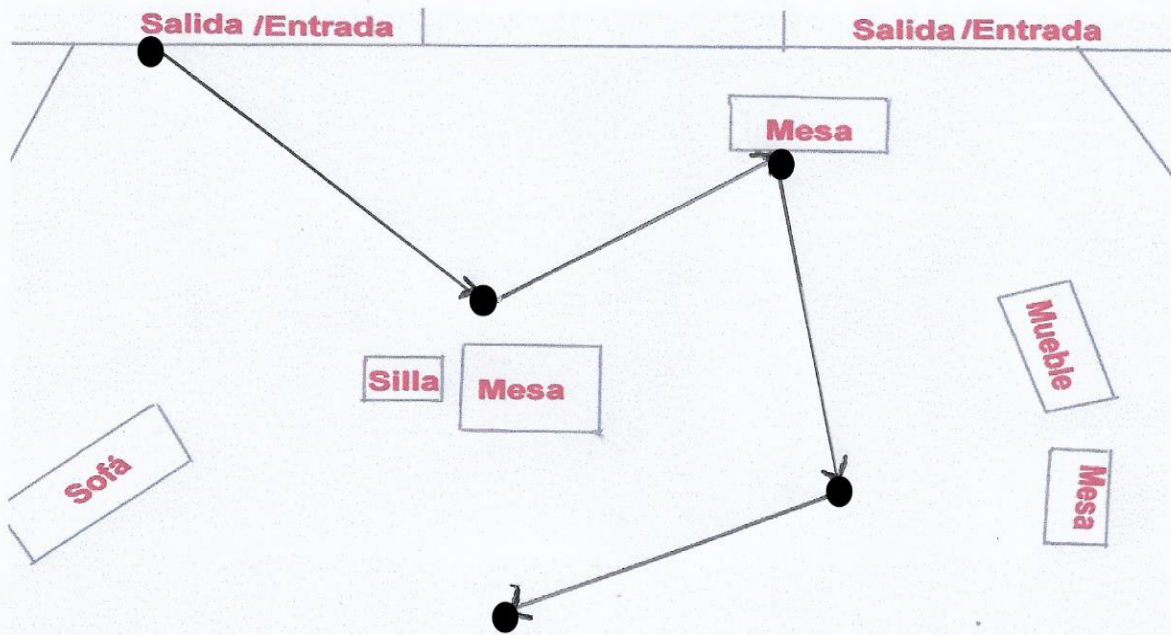 Salida /Entrada
Salida /Entrada
Mesa
Mueble
Silla
Mesa
Sofá
Mesa